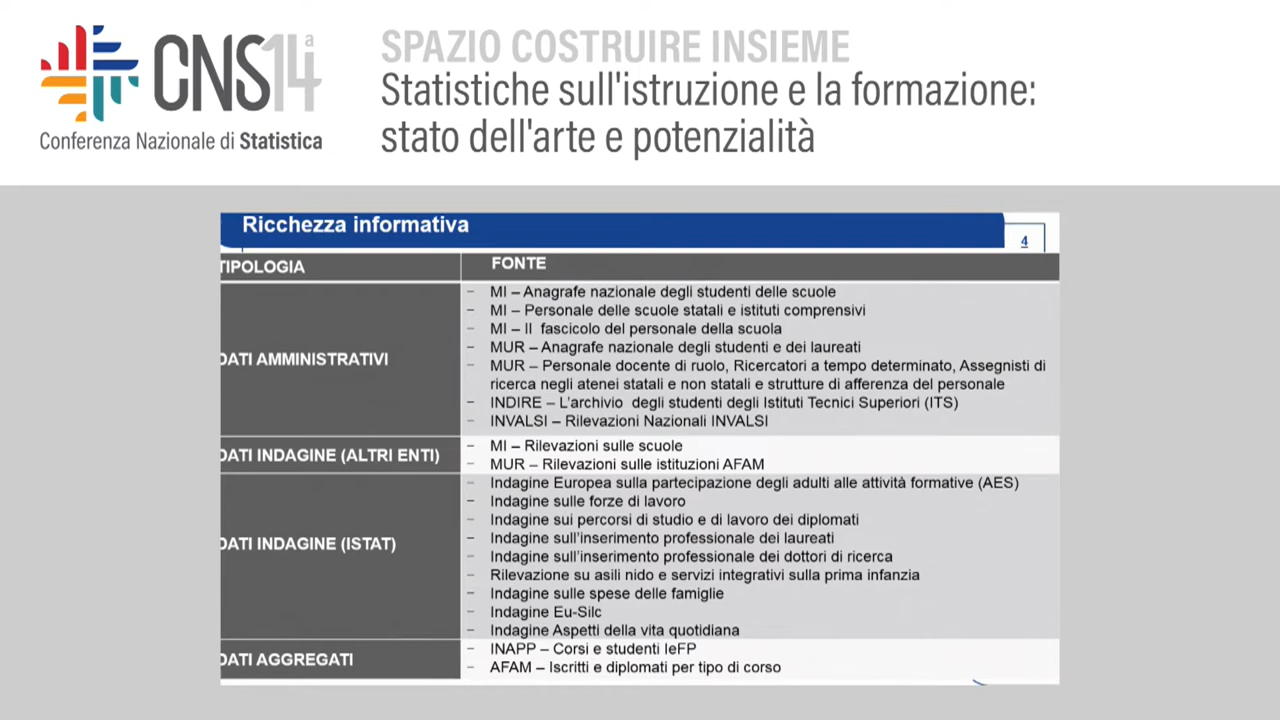 CNS14ª
Conferenza Nazionale di Statistica
SPAZIO COSTRUIRE INSIEME
Statistiche sull'istruzione e la formazione:
stato dell'arte e potenzialità
Ricchezza informativa
4
TIPOLOGIA
FONTE
DATI AMMINISTRATIVI
– MI – Anagrafe nazionale degli studenti delle scuole
– MI – Personale delle scuole statali e istituti comprensivi
– MI – II fascicolo del personale della scuola
– MUR – Anagrafe nazionale degli studenti e dei laureati
– MUR – Personale docente di ruolo, Ricercatori a tempo determinato, Assegnisti di
ricerca negli atenei statali e non statali e strutture di afferenza del personale
– INDIRE – L'archivio degli studenti degli Istituti Tecnici Superiori (ITS)
– INVALSI – Rilevazioni Nazionali INVALSI
DATI INDAGINE (ALTRI ENTI)
– MI – Rilevazioni sulle scuole
– MUR – Rilevazioni sulle istituzioni AFAM
DATI INDAGINE (ISTAT)
– Indagine Europea sulla partecipazione degli adulti alle attività formative (AES)
– Indagine sulle forze di lavoro
– Indagine sui percorsi di studio e di lavoro dei diplomati
– Indagine sull'inserimento professionale dei laureati
– Indagine sull'inserimento professionale dei dottori di ricerca
– Rilevazione su asili nido e servizi integrativi sulla prima infanzia
– Indagine sulle spese delle famiglie
– Indagine Eu-Silc
– Indagine Aspetti della vita quotidiana
DATI AGGREGATI
– INAPP – Corsi e studenti IeFP
– AFAM – Iscritti e diplomati per tipo di corso